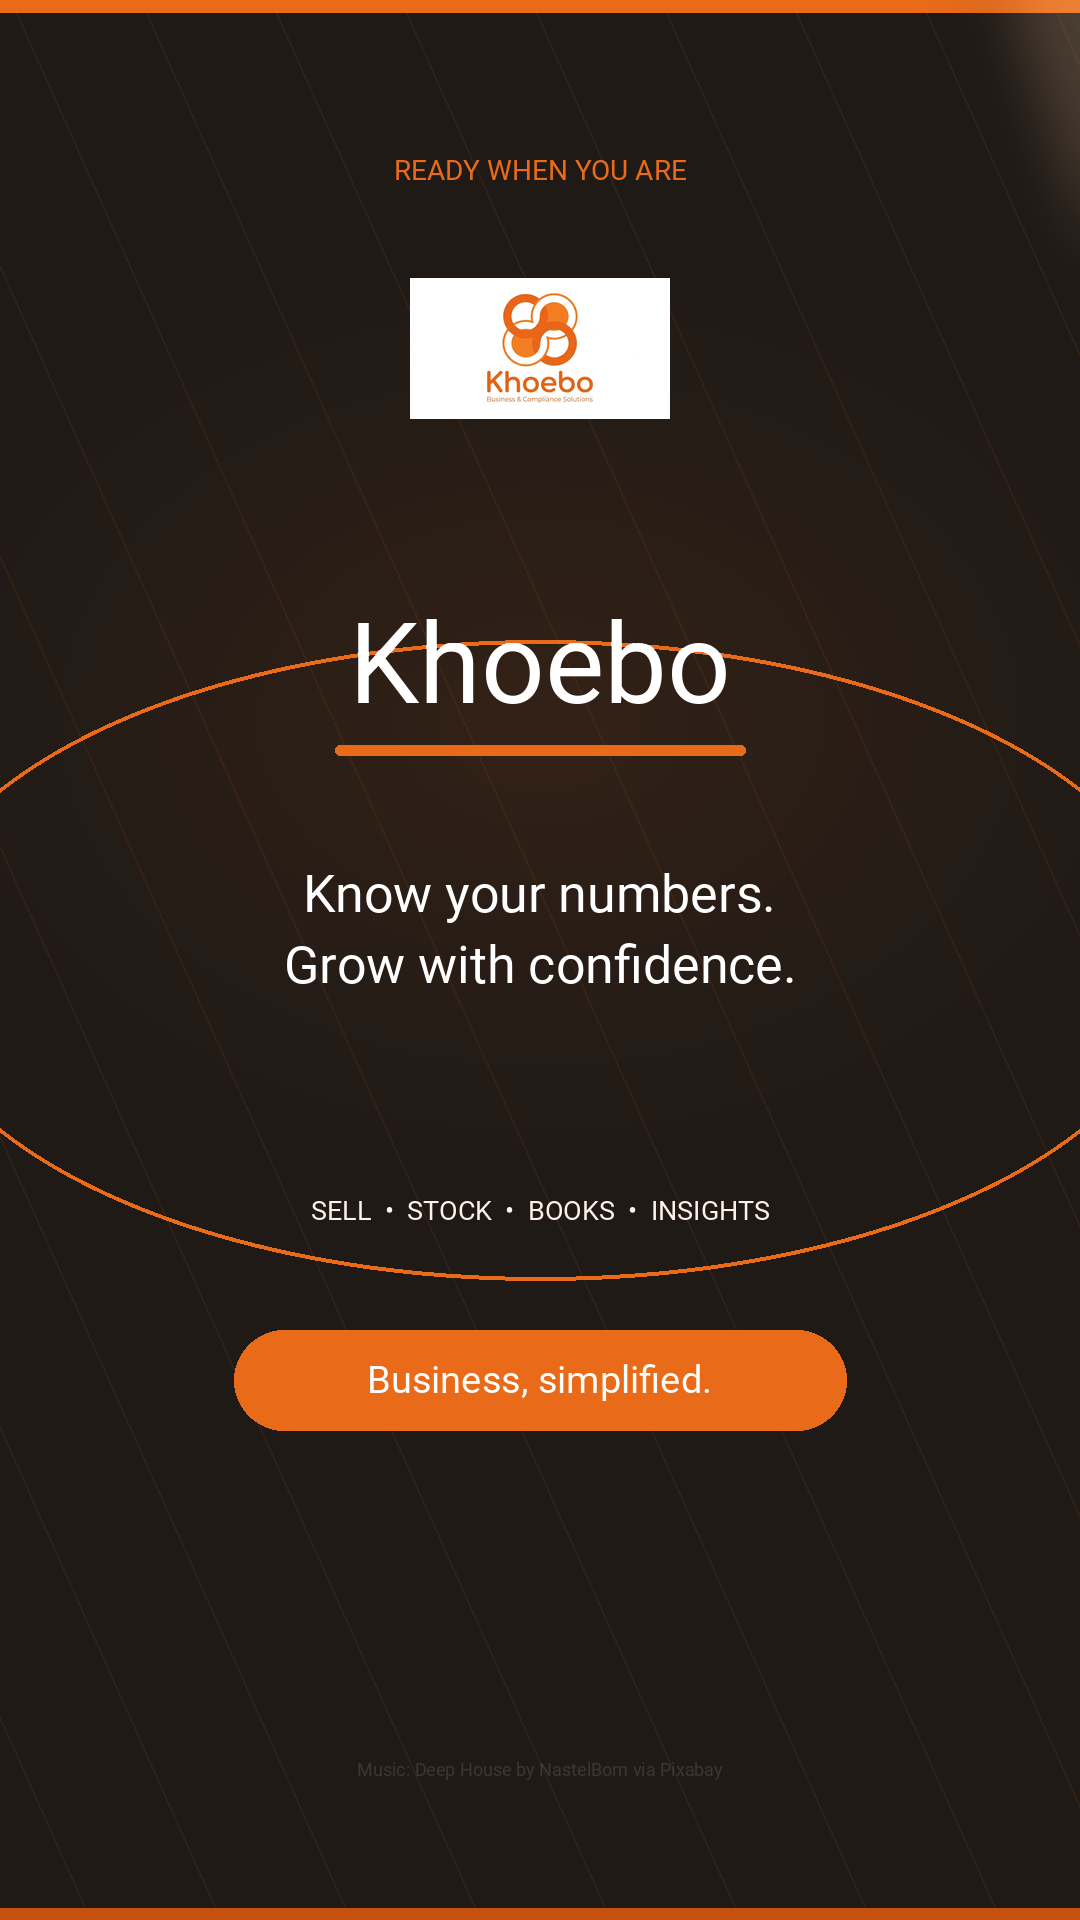 READY WHEN YOU ARE
Khoebo
Business & Compliance Solutions
Khoebo
Know your numbers.
Grow with confidence.
SELL • STOCK • BOOKS • INSIGHTS
Business, simplified.
Music: Deep House by NastelBom via Pixabay